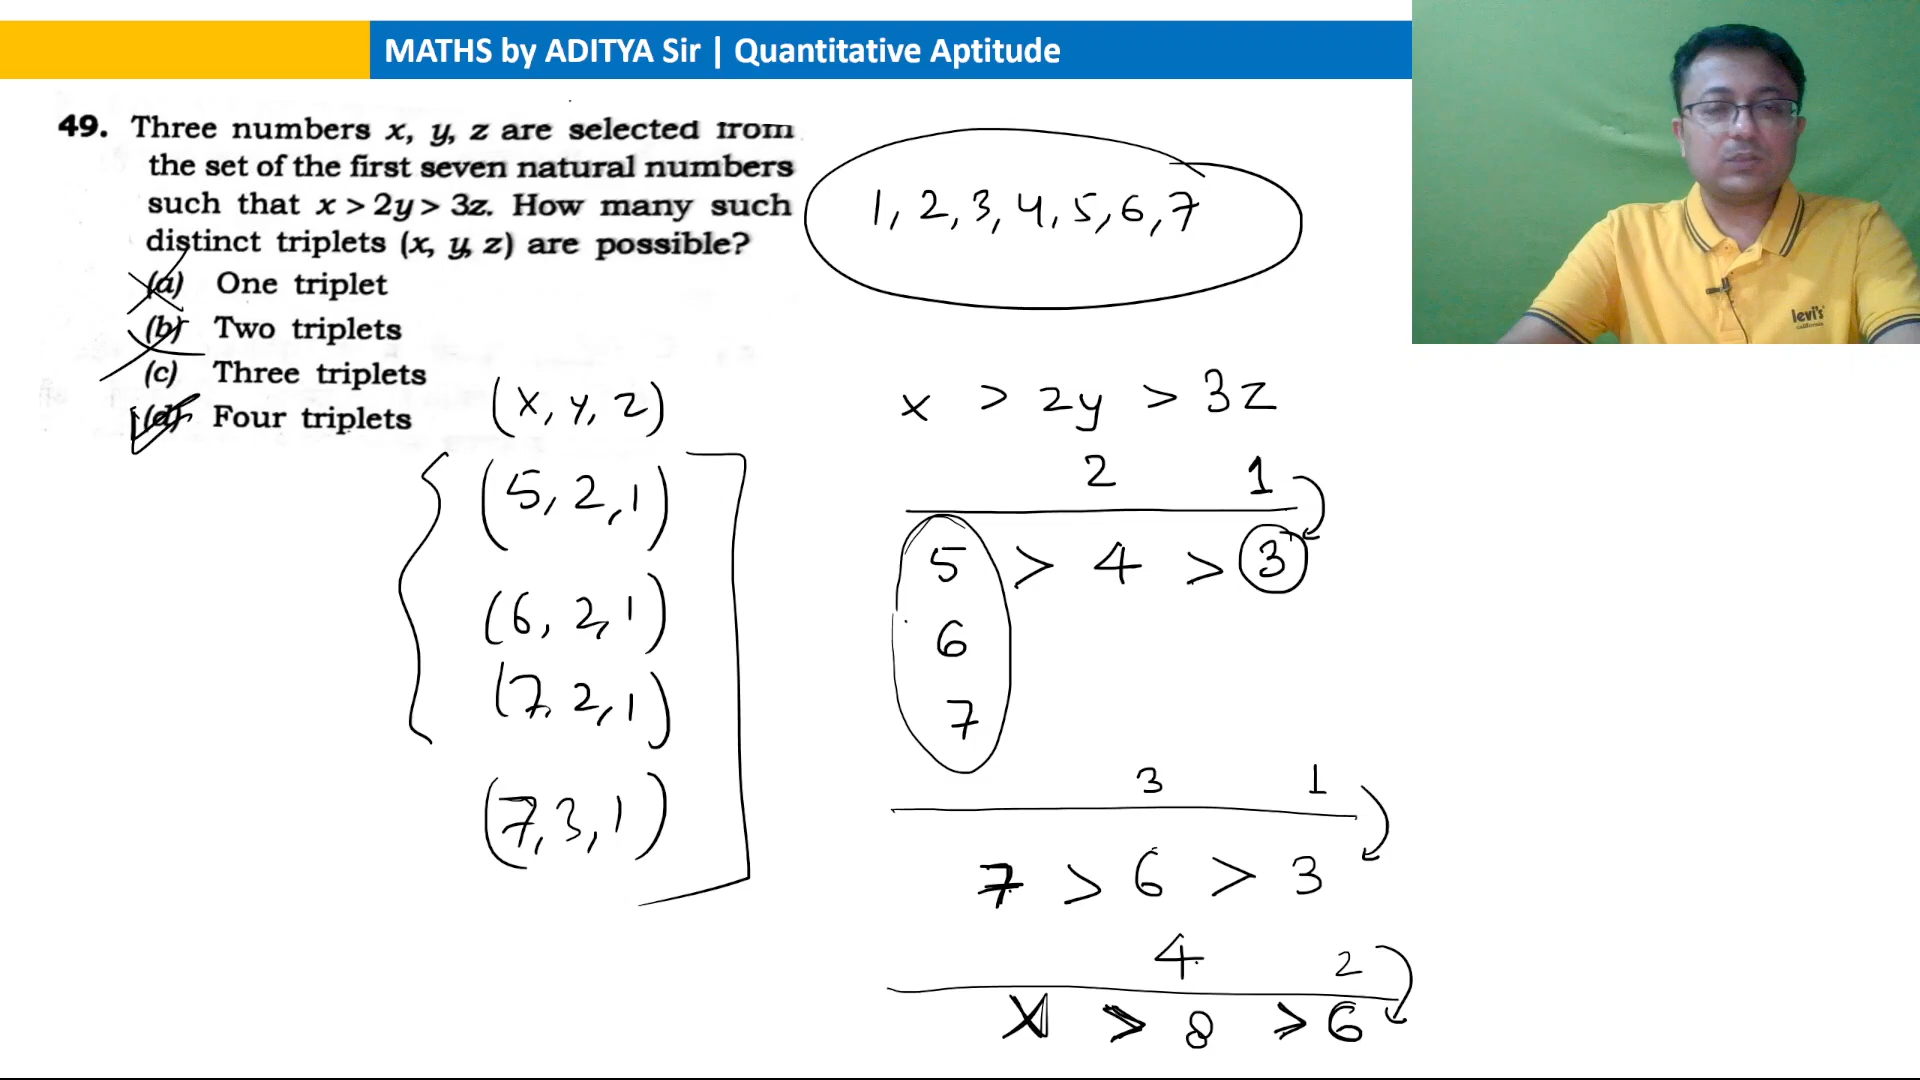 MATHS by ADITYA Sir | Quantitative Aptitude
49. Three numbers x, y, z are selected from
the set of the first seven natural numbers
such that x > 2y > 3z. How many such
distinct triplets (x, y, z) are possible?
(a) One triplet
(b) Two triplets
(c) Three triplets
(d) Four triplets
1, 2, 3, 4, 5, 6, 7
(x, y, z)
(5, 2, 1)
(6, 2, 1)
(7, 2, 1)
(7, 3, 1)
x > 2y > 3z
2 1
5 > 4 > 3
6
7
3 1
7 > 6 > 3
4 2
x > 8 > 6
levi's
california